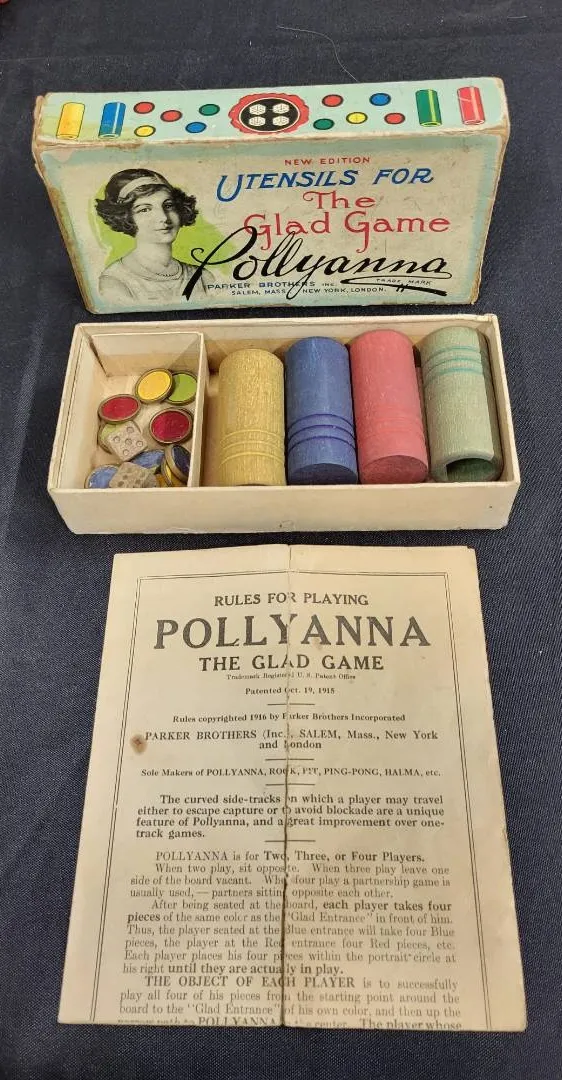 NEW EDITION
UTENSILS FOR
The
Glad Game
Pollyanna
TRADE MARK
PARKER BROTHERS INC.
SALEM, MASS. NEW YORK, LONDON.
RULES FOR PLAYING
POLLYANNA
THE GLAD GAME
Trademark Registered U. S. Patent Office
Patented Oct. 19, 1915
Rules copyrighted 1916 by Parker Brothers Incorporated
PARKER BROTHERS (Inc.), SALEM, Mass., New York
and London
Sole Makers of POLLYANNA, ROOK, PIT, PING-PONG, HALMA, etc.
The curved side-tracks on which a player may travel
either to escape capture or to avoid blockade are a unique
feature of Pollyanna, and a great improvement over one-
track games.
POLLYANNA is for Two, Three, or Four Players.
When two play, sit opposite. When three play leave one
side of the board vacant. When four play a partnership game is
usually used, — partners sitting opposite each other.
After being seated at the board, each player takes four
pieces of the same color as the "Glad Entrance" in front of him.
Thus, the player seated at the Blue entrance will take four Blue
pieces, the player at the Red entrance four Red pieces, etc.
Each player places his four pieces within the portrait circle at
his right until they are actually in play.
THE OBJECT OF EACH PLAYER is to successfully
play all four of his pieces from the starting point around the
board to the "Glad Entrance" of his own color, and then up the
path to POLLYANNA center. The player whose